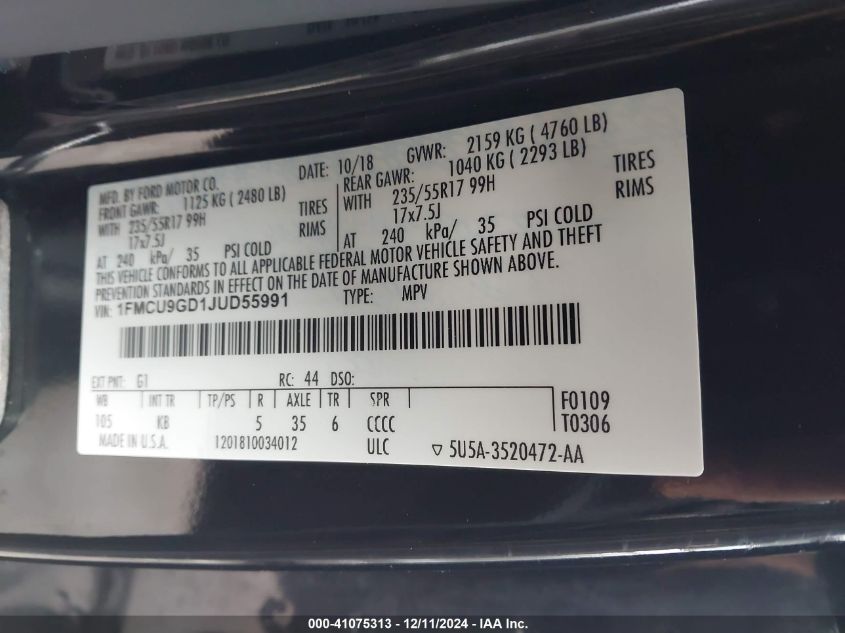 MFD. BY FORD MOTOR CO.
DATE: 10/18 GVWR: 2159 KG ( 4760 LB)
FRONT GAWR: 1125 KG ( 2480 LB)
REAR GAWR: 1040 KG ( 2293 LB)
WITH 235/55R17 99H TIRES
WITH 235/55R17 99H TIRES
17x7.5J RIMS
17x7.5J RIMS
AT 240 kPa/ 35 PSI COLD
AT 240 kPa/ 35 PSI COLD
THIS VEHICLE CONFORMS TO ALL APPLICABLE FEDERAL MOTOR VEHICLE SAFETY AND THEFT
PREVENTION STANDARDS IN EFFECT ON THE DATE OF MANUFACTURE SHOWN ABOVE.
VIN: 1FMCU9GD1JUD55991 TYPE: MPV
EXT PNT: G1 RC: 44 DSO:
WB INT TR TP/PS R AXLE TR SPR F0109
105 KB 5 35 6 CCCC T0306
MADE IN U.S.A. 1201810034012 ULC ▽ 5U5A-3520472-AA
000-41075313 - 12/11/2024 - IAA Inc.